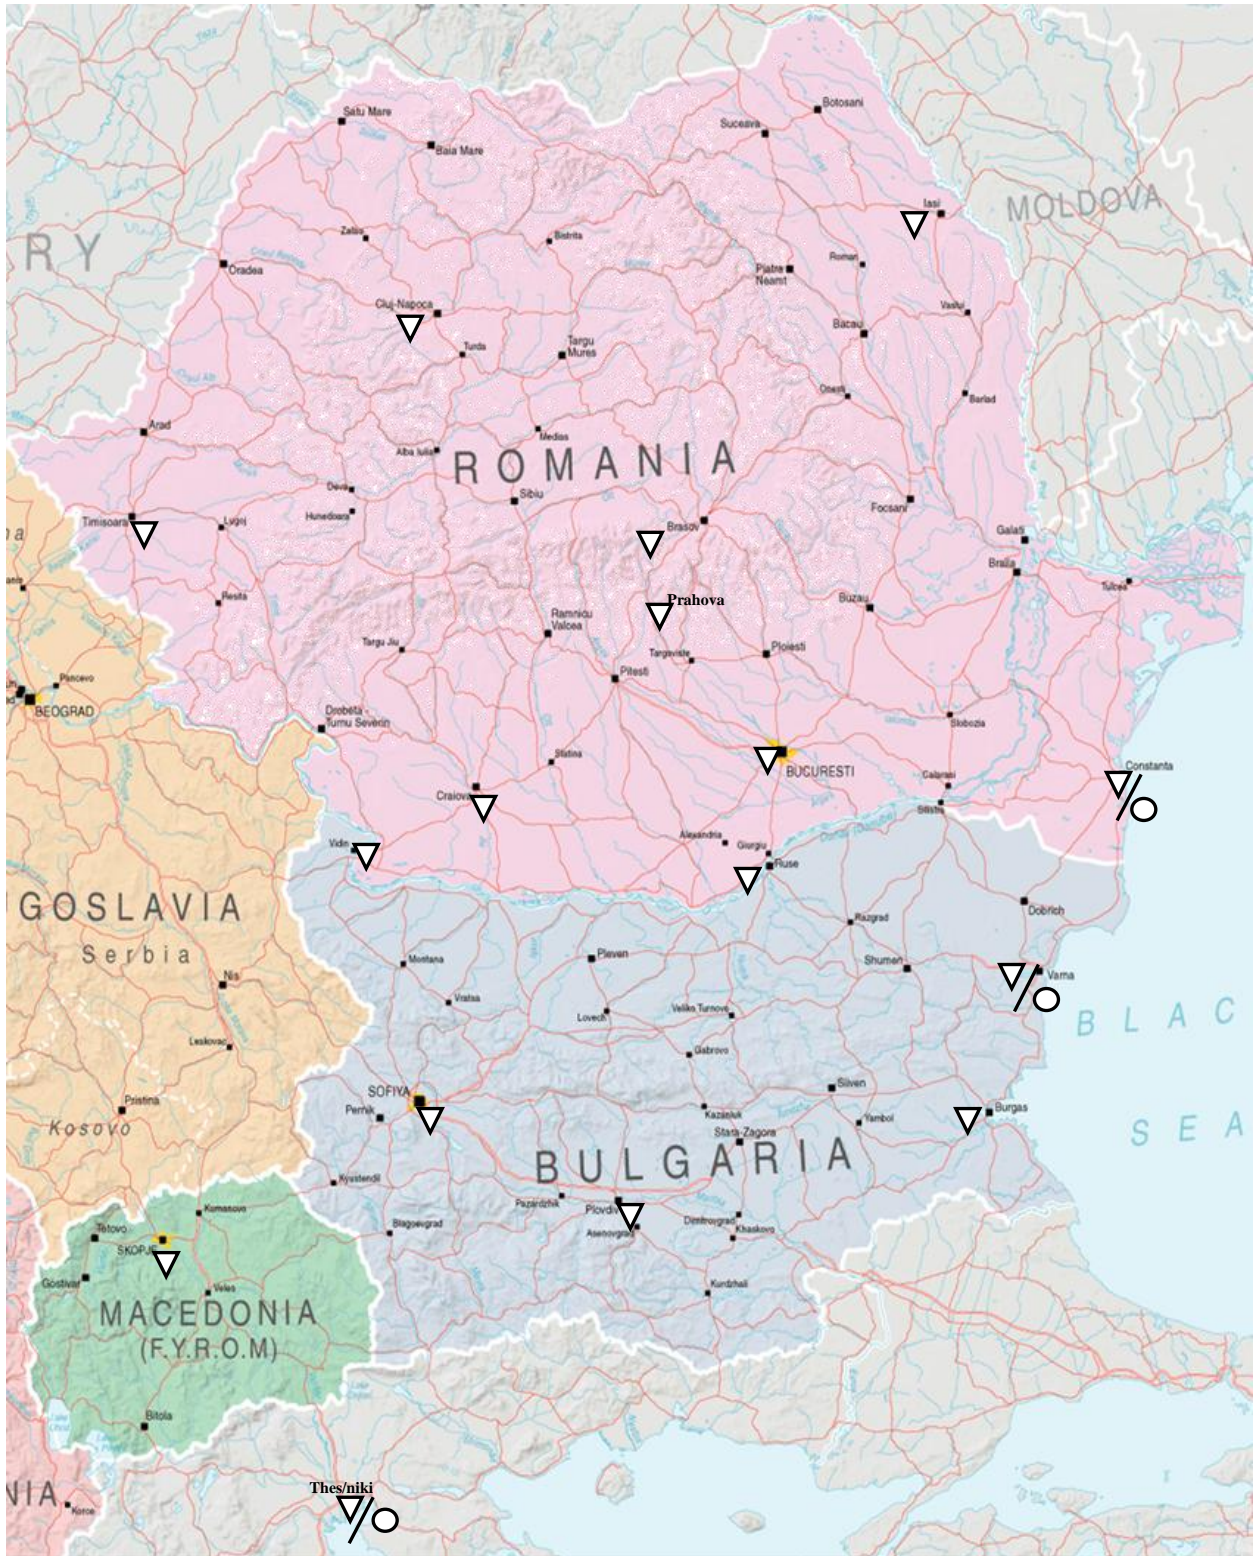 Satu Mare
Baia Mare
Botosani
Suceava
Iasi
MOLDOVA
RY
Oradea
Zalau
Bistrita
Piatra
Neamt
Roman
Vaslui
Cluj-Napoca
Turda
Targu
Mures
Bacau
Onesti
Barlad
Arad
Alba Iulia
Medias
ROMANIA
Deva
Hunedoara
Sibiu
Timisoara
Lugoj
Brasov
Focsani
Galati
Braila
Tulcea
Resita
Prahova
Buzau
Ramnicu
Valcea
Targu Jiu
Targoviste
Ploiesti
Pitesti
Pancevo
BEOGRAD
Drobeta -
Turnu Severin
Slobozia
Slatina
BUCURESTI
Constanta
Craiova
Calarasi
Silistra
Alexandria
Giurgiu
Vidin
Ruse
Dobrich
GOSLAVIA
Serbia
Razgrad
Montana
Pleven
Shumen
Varna
Nis
Vratsa
Lovech
Veliko Turnovo
BLAC
Leskovac
Gabrovo
SOFIYA
Sliven
Pernik
Kazanluk
Yambol
Burgas
Pristina
Kosovo
Stara-Zagora
SEA
BULGARIA
Kyustendil
Pazardzhik
Plovdiv
Kumanovo
Tetovo
SKOPJE
Blagoevgrad
Asenovgrad
Dimitrovgrad
Khaskovo
Gostivar
Veles
Kurdzhali
MACEDONIA
(F.Y.R.O.M)
Bitola
NIA
Korce
Thes/niki